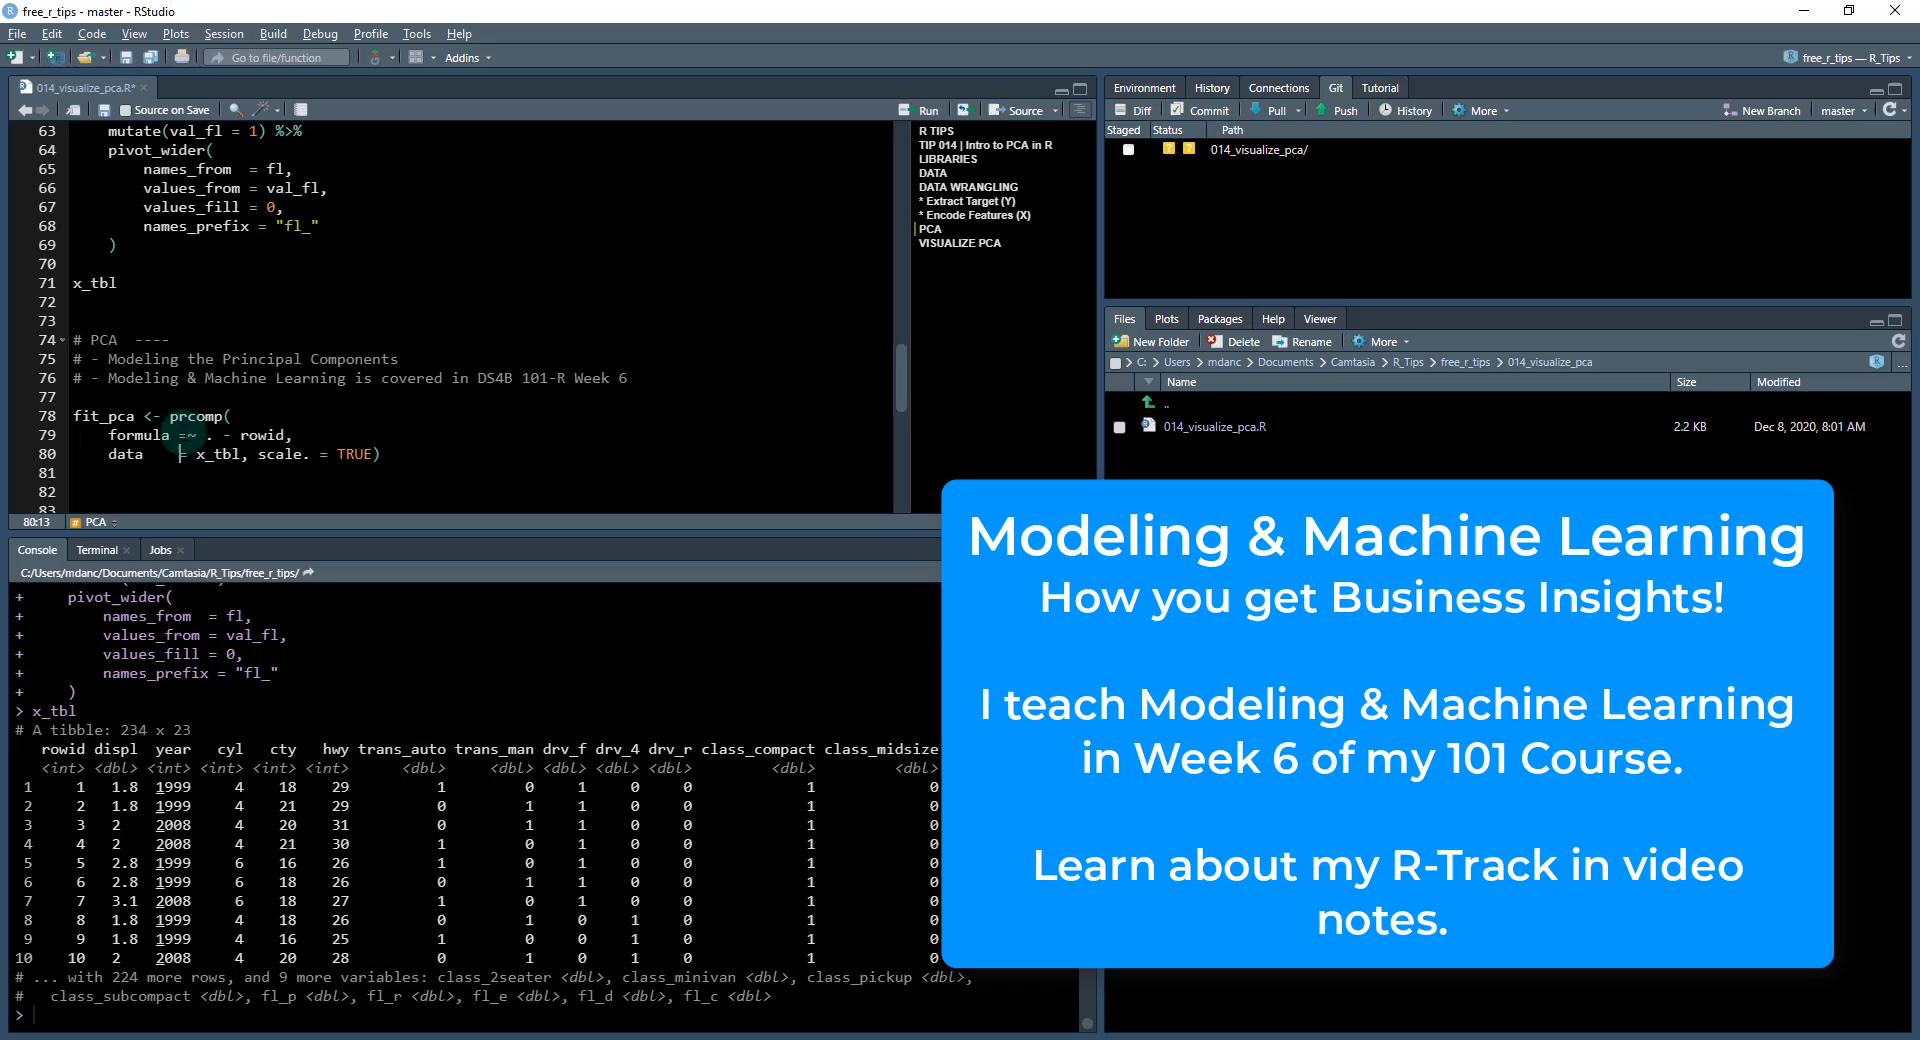 free_r_tips - master - RStudio
File Edit Code View Plots Session Build Debug Profile Tools Help
Go to file/function Addins free_r_tips — R_Tips
014_visualize_pca.R*
Source on Save Run Source
63 mutate(val_fl = 1) %>%
64 pivot_wider(
65 names_from = fl,
66 values_from = val_fl,
67 values_fill = 0,
68 names_prefix = "fl_"
69 )
70
71 x_tbl
72
73
74 # PCA ----
75 # - Modeling the Principal Components
76 # - Modeling & Machine Learning is covered in DS4B 101-R Week 6
77
78 fit_pca <- prcomp(
79 formula =~ . - rowid,
80 data = x_tbl, scale. = TRUE)
81
82
83
R TIPS
TIP 014 | Intro to PCA in R
LIBRARIES
DATA
DATA WRANGLING
* Extract Target (Y)
* Encode Features (X)
PCA
VISUALIZE PCA
80:13 # PCA
Console Terminal Jobs
C:/Users/mdanc/Documents/Camtasia/R_Tips/free_r_tips/
+ pivot_wider(
+ names_from = fl,
+ values_from = val_fl,
+ values_fill = 0,
+ names_prefix = "fl_"
+ )
> x_tbl
# A tibble: 234 x 23
rowid displ year cyl cty hwy trans_auto trans_man drv_f drv_4 drv_r class_compact class_midsize
<int> <dbl> <int> <int> <int> <int> <dbl> <dbl> <dbl> <dbl> <dbl> <dbl> <dbl>
1 1 1.8 1999 4 18 29 1 0 1 0 0 1 0
2 2 1.8 1999 4 21 29 0 1 1 0 0 1 0
3 3 2 2008 4 20 31 0 1 1 0 0 1 0
4 4 2 2008 4 21 30 1 0 1 0 0 1 0
5 5 2.8 1999 6 16 26 1 0 1 0 0 1 0
6 6 2.8 1999 6 18 26 0 1 1 0 0 1 0
7 7 3.1 2008 6 18 27 1 0 1 0 0 1 0
8 8 1.8 1999 4 18 26 0 1 0 1 0 1 0
9 9 1.8 1999 4 16 25 1 0 0 1 0 1 0
10 10 2 2008 4 20 28 0 1 0 1 0 1 0
# ... with 224 more rows, and 9 more variables: class_2seater <dbl>, class_minivan <dbl>, class_pickup <dbl>,
# class_subcompact <dbl>, fl_p <dbl>, fl_r <dbl>, fl_e <dbl>, fl_d <dbl>, fl_c <dbl>
>
Environment History Connections Git Tutorial
Diff Commit Pull Push History More New Branch master
Staged Status Path
? ? 014_visualize_pca/
Files Plots Packages Help Viewer
New Folder Delete Rename More
C: > Users > mdanc > Documents > Camtasia > R_Tips > free_r_tips > 014_visualize_pca ...
Name Size Modified
..
014_visualize_pca.R 2.2 KB Dec 8, 2020, 8:01 AM
Modeling & Machine Learning
How you get Business Insights!
I teach Modeling & Machine Learning
in Week 6 of my 101 Course.
Learn about my R-Track in video
notes.